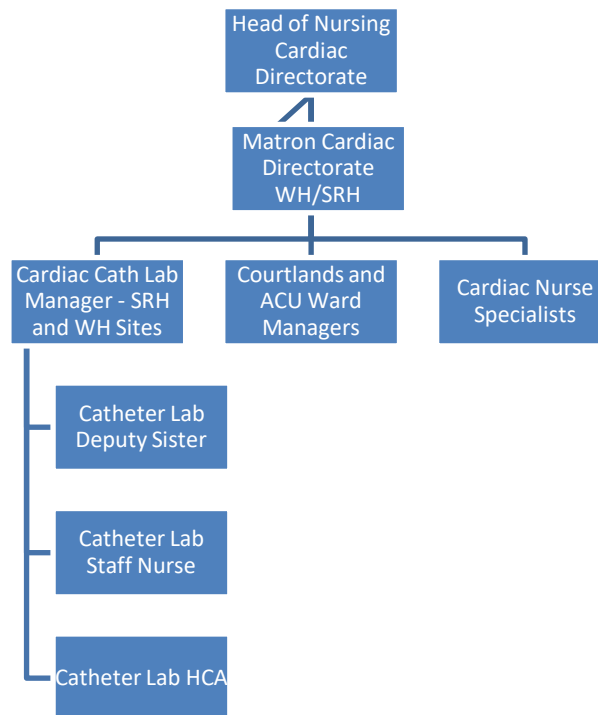 Head of Nursing
Cardiac
Directorate
Matron Cardiac
Directorate
WH/SRH
Cardiac Cath Lab
Manager - SRH
and WH Sites
Courtlands and
ACU Ward
Managers
Cardiac Nurse
Specialists
Catheter Lab
Deputy Sister
Catheter Lab
Staff Nurse
Catheter Lab HCA